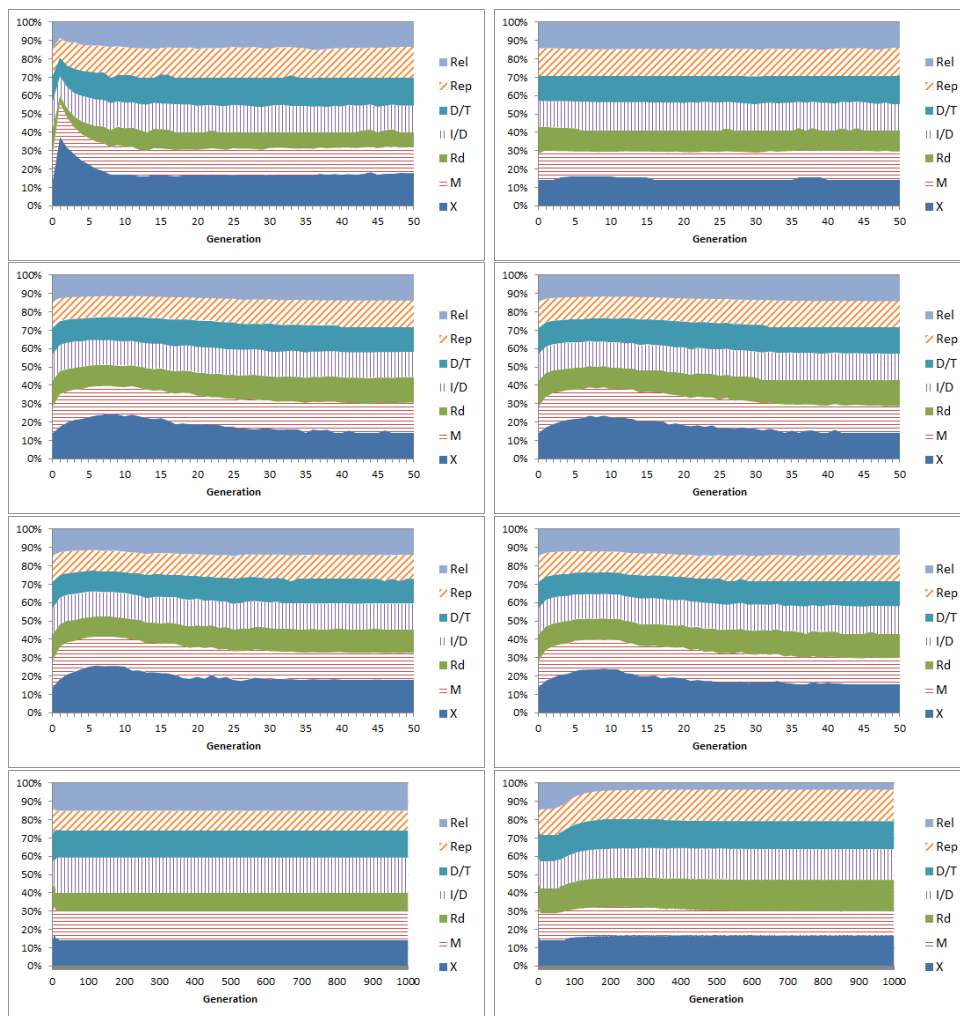 100%
90%
80%
70%
60%
50%
40%
30%
20%
10%
0%
0 5 10 15 20 25 30 35 40 45 50
Generation
Rel
Rep
D/T
I/D
Rd
M
X
100%
90%
80%
70%
60%
50%
40%
30%
20%
10%
0%
0 5 10 15 20 25 30 35 40 45 50
Generation
Rel
Rep
D/T
I/D
Rd
M
X
100%
90%
80%
70%
60%
50%
40%
30%
20%
10%
0%
0 5 10 15 20 25 30 35 40 45 50
Generation
Rel
Rep
D/T
I/D
Rd
M
X
100%
90%
80%
70%
60%
50%
40%
30%
20%
10%
0%
0 5 10 15 20 25 30 35 40 45 50
Generation
Rel
Rep
D/T
I/D
Rd
M
X
100%
90%
80%
70%
60%
50%
40%
30%
20%
10%
0%
0 5 10 15 20 25 30 35 40 45 50
Generation
Rel
Rep
D/T
I/D
Rd
M
X
100%
90%
80%
70%
60%
50%
40%
30%
20%
10%
0%
0 5 10 15 20 25 30 35 40 45 50
Generation
Rel
Rep
D/T
I/D
Rd
M
X
100%
90%
80%
70%
60%
50%
40%
30%
20%
10%
0%
0 100 200 300 400 500 600 700 800 900 1000
Generation
Rel
Rep
D/T
I/D
Rd
M
X
100%
90%
80%
70%
60%
50%
40%
30%
20%
10%
0%
0 100 200 300 400 500 600 700 800 900 1000
Generation
Rel
Rep
D/T
I/D
Rd
M
X